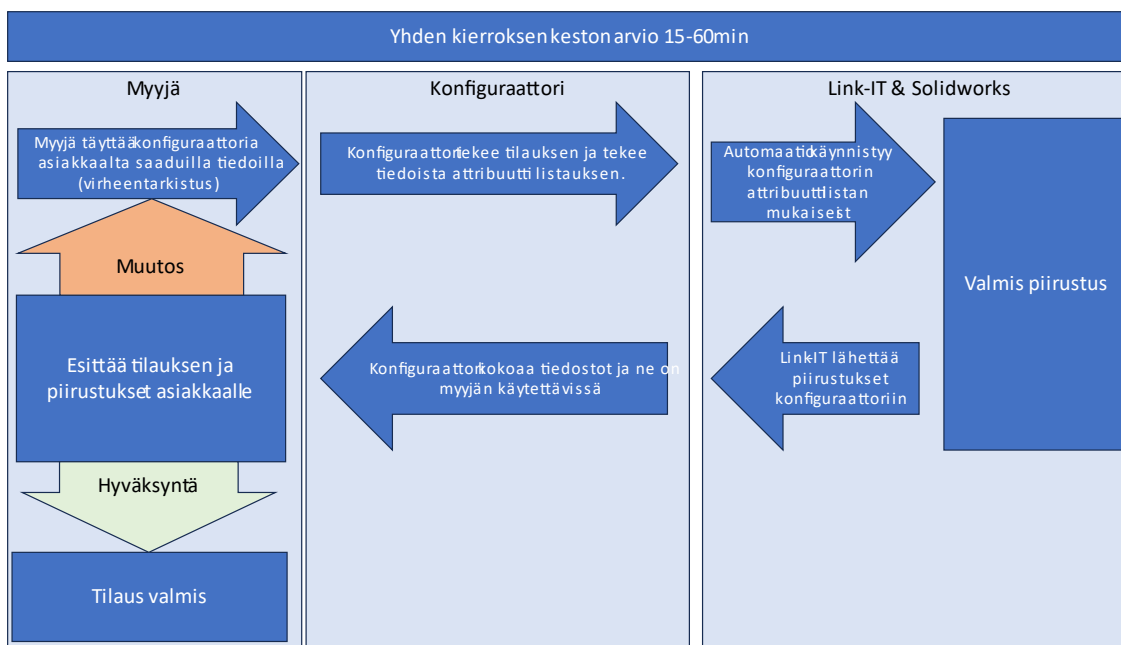 Yhden kierroksen keston arvio 15-60min
Myyjä
Myyjä täyttää konfiguraattoria
asiakkaalta saaduilla tiedoilla
(virheentarkistus)
Muutos
Esittää tilauksen ja
piirustukset asiakkaalle
Hyväksyntä
Tilaus valmis
Konfiguraattori
Konfiguraattori tekee tilauksen ja tekee
tiedoista attribuutti listauksen.
Konfiguraattori kokoaa tiedostot ja ne on
myyjän käytettävissä
Link-IT & Solidworks
Automaatio käynnistyy
konfiguraattorin
attribuuttilistan
mukaisesti
Valmis piirustus
Link-IT lähettää
piirustukset
konfiguraattoriin